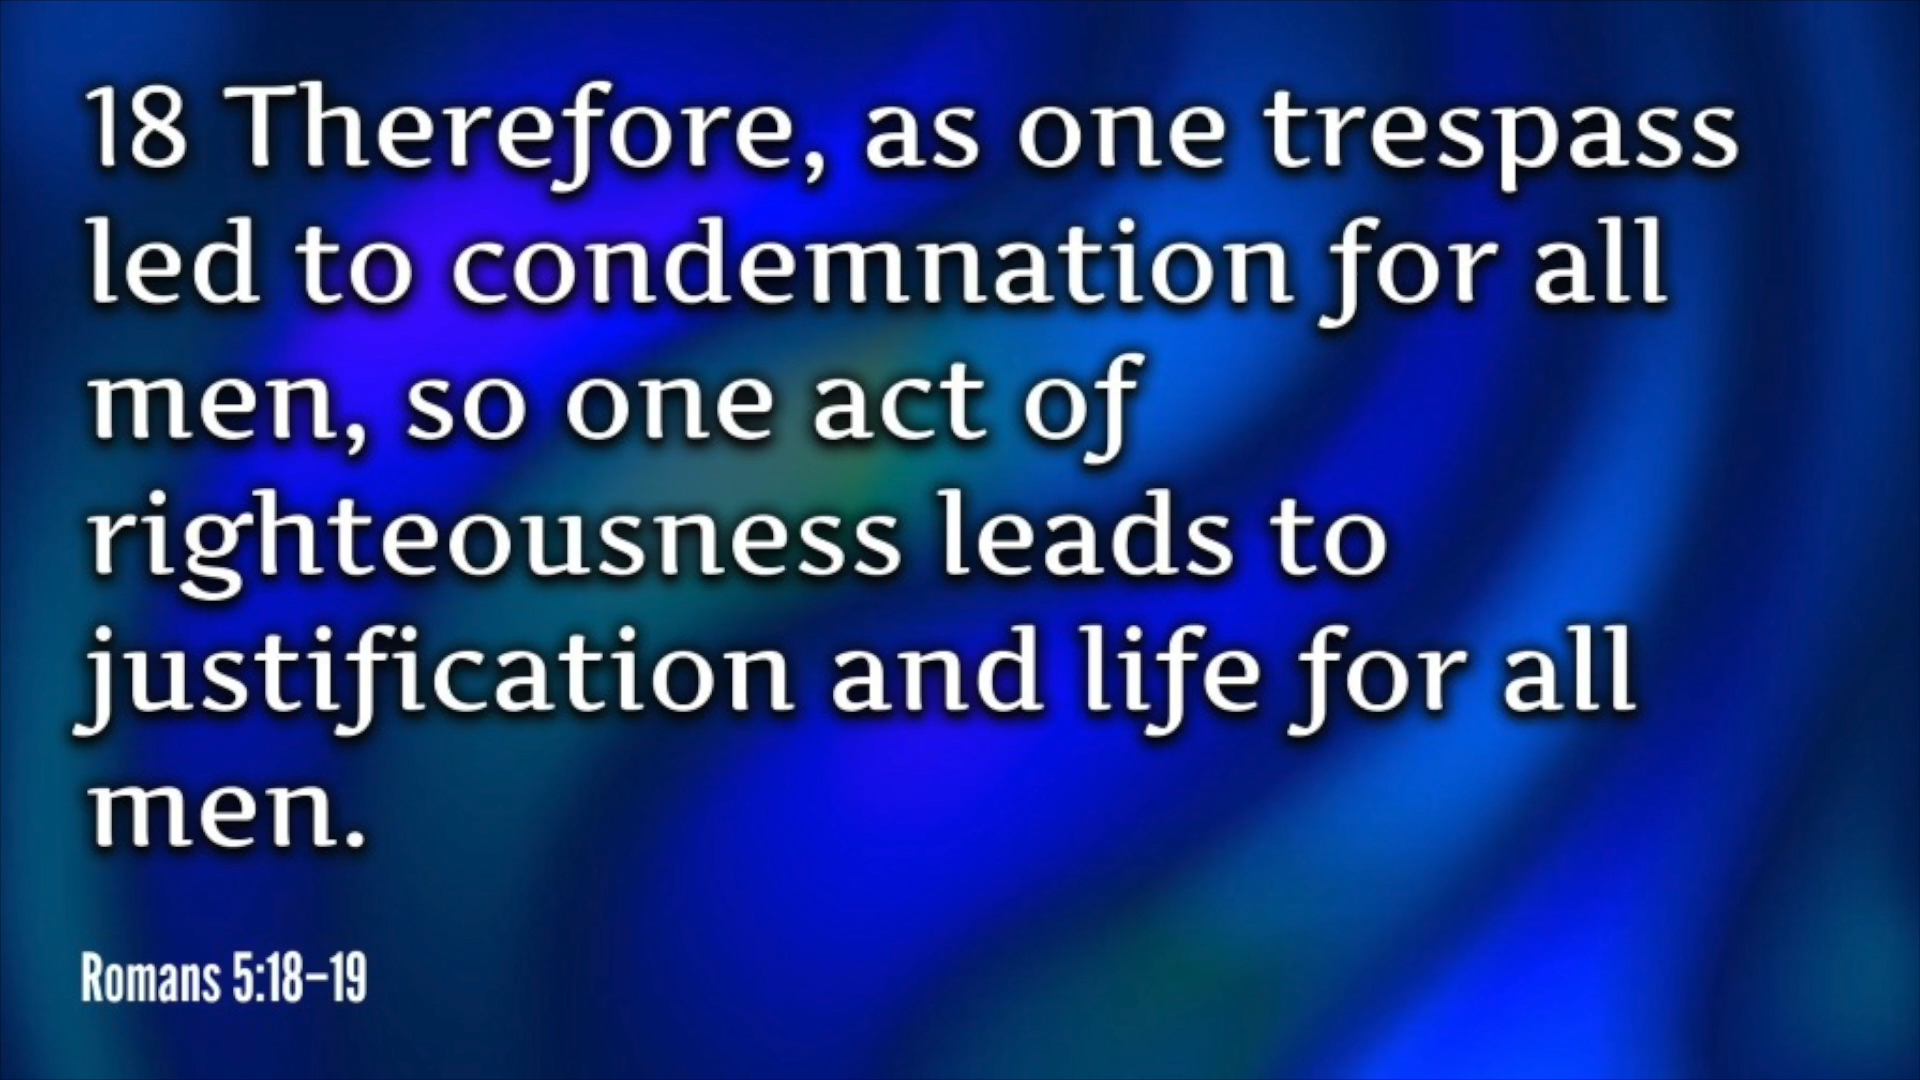 18 Therefore, as one trespass
led to condemnation for all
men, so one act of
righteousness leads to
justification and life for all
men.
Romans 5:18–19